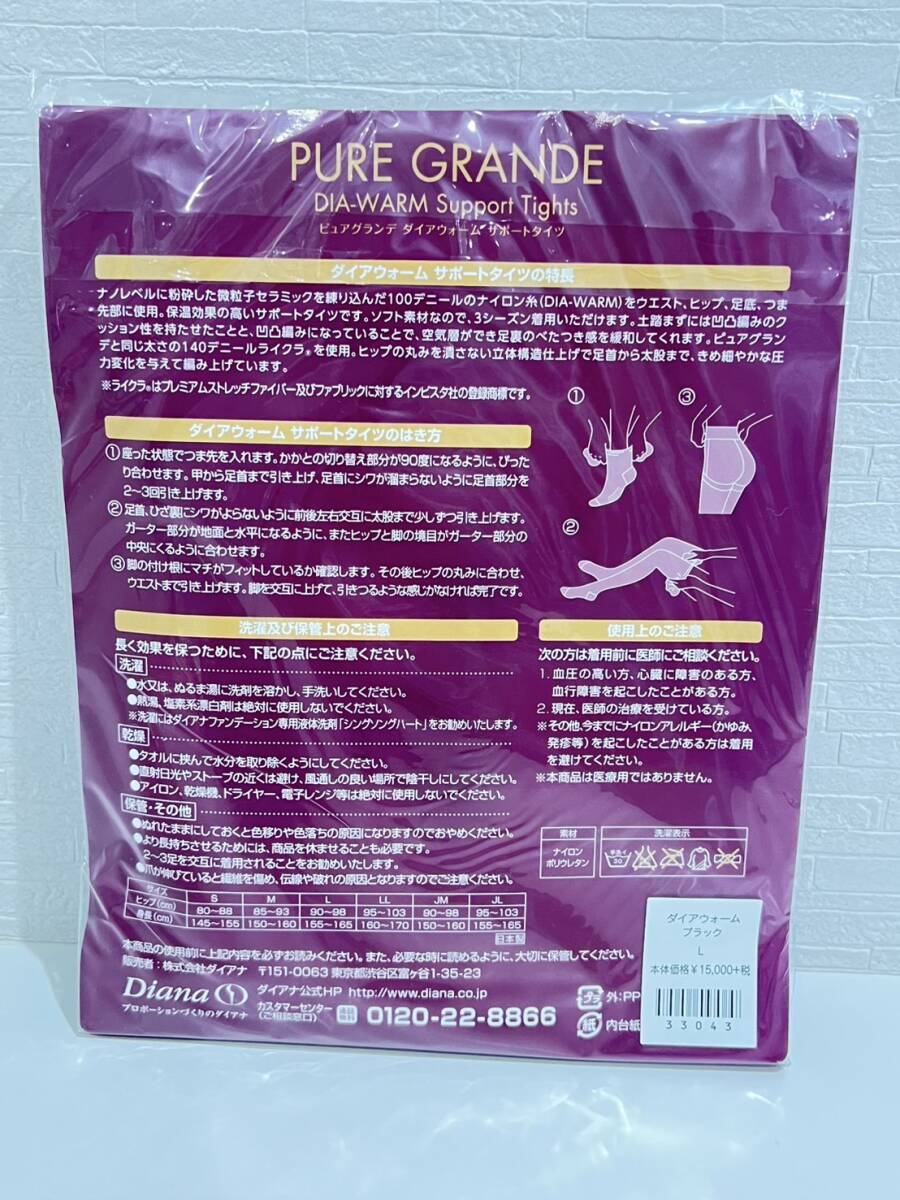 PURE GRANDE
DIA-WARM Support Tights
ピュアグランデ ダイアウォーム サポートタイツ
ダイアウォーム サポートタイツの特長
ナノレベルに粉砕した微粒子セラミックを練り込んだ100デニールのナイロン糸(DIA-WARM)をウエスト、ヒップ、足底、つま
先部に使用。保温効果の高いサポートタイツです。ソフト素材なので、3シーズン着用いただけます。土踏まずには凹凸編みのク
ッション性を持たせたことと、凹凸編みになっていることで、空気層ができ足裏のべたつき感を緩和してくれます。ピュアグラン
デと同じ太さの140デニールライクラ®を使用。ヒップの丸みを潰さない立体構造仕上げで足首から太股まで、きめ細やかな圧
力変化を与えて編み上げています。
※ライクラ®はプレミアムストレッチファイバー及びファブリックに対するインビスタ社の登録商標です。
ダイアウォーム サポートタイツのはき方
①座った状態でつま先を入れます。かかとの切り替え部分が90度になるように、ぴった
り合わせます。甲から足首まで引き上げ、足首にシワが溜まらないように足首部分を
2〜3回引き上げます。
②足首、ひざ裏にシワがよらないように前後左右交互に太股まで少しずつ引き上げます。
ガーター部分が地面と水平になるように、またヒップと脚の境目がガーター部分の
中央にくるように合わせます。
③脚の付け根にマチがフィットしているか確認します。その後ヒップの丸みに合わせ、
ウエストまで引き上げます。脚を交互に上げて、引きつるような感じがなければ完了です。
①
③
②
洗濯及び保管上のご注意
長く効果を保つために、下記の点にご注意ください。
洗濯
●水又は、ぬるま湯に洗剤を溶かし、手洗いしてください。
●熱湯、塩素系漂白剤は絶対に使用しないでください。
※洗濯にはダイアナファンデーション専用液体洗剤「シングソングハート」をお勧めいたします。
乾燥
●タオルに挟んで水分を取り除くようにしてください。
●直射日光やストーブの近くは避け、風通しの良い場所で陰干しにしてください。
●アイロン、乾燥機、ドライヤー、電子レンジ等は絶対に使用しないでください。
保管・その他
●ぬれたままにしておくと色移りや色落ちの原因になりますのでおやめください。
●より長持ちさせるためには、商品を休ませることも必要です。
2〜3足を交互に着用されることをお勧めいたします。
●爪が伸びていると繊維を傷め、伝線や破れの原因となりますのでご注意ください。
使用上のご注意
次の方は着用前に医師にご相談ください。
1. 血圧の高い方、心臓に障害のある方、
血行障害を起こしたことがある方。
2. 現在、医師の治療を受けている方。
※その他、今までにナイロンアレルギー(かゆみ、
発疹等)を起こしたことがある方は着用
を避けてください。
※本商品は医療用ではありません。
素材 洗濯表示
ナイロン
ポリウレタン
手洗イ 30
サイズ S M L LL JM JL
ヒップ(cm) 80〜88 85〜93 90〜98 95〜103 90〜98 95〜103
身長(cm) 145〜155 150〜160 155〜165 160〜170 150〜160 155〜165
日本製
本商品の使用前に上記内容を必ずお読みください。また、必要な時に読めるように、大切に保管してください。
販売者：株式会社ダイアナ 〒151-0063 東京都渋谷区富ヶ谷1-35-23
Diana ダイアナ公式HP http://www.diana.co.jp
プロポーションづくりのダイアナ
カスタマーセンター
(ご相談窓口) 0120-22-8866
プラ 外:PP
紙 内台紙
ダイアウォーム
ブラック
L
本体価格￥15,000+税
33043